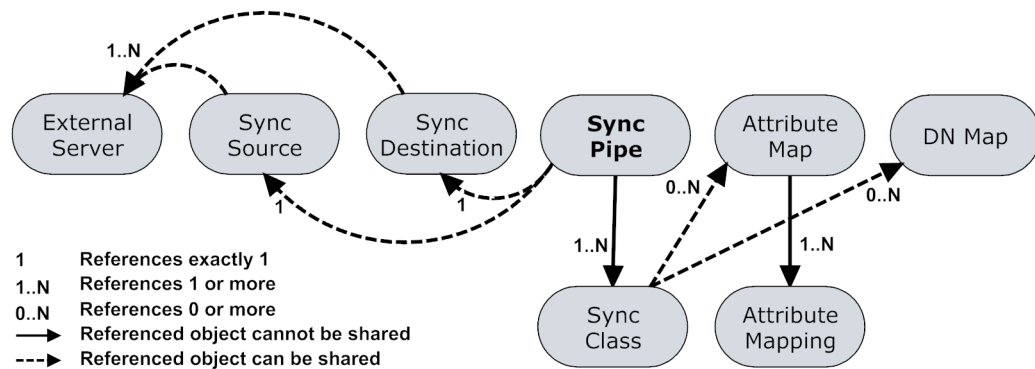 1..N
External
Server
Sync
Source
Sync
Destination
Sync
Pipe
Attribute
Map
DN Map
1
1
0..N
0..N
1..N
1..N
Sync
Class
Attribute
Mapping
1 References exactly 1
1..N References 1 or more
0..N References 0 or more
Referenced object cannot be shared
Referenced object can be shared